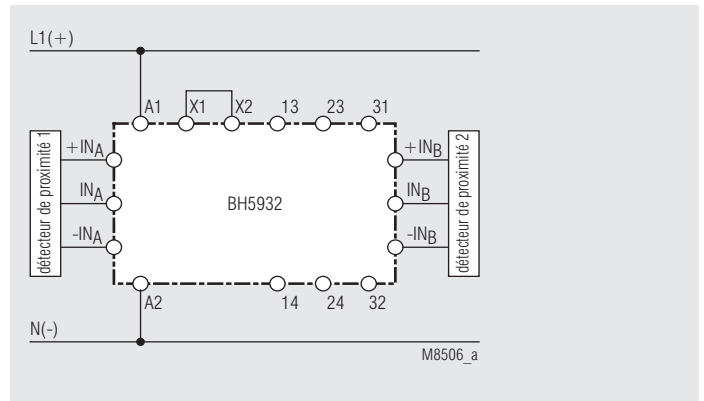 L1(+)
A1 X1 X2 13 23 31
détecteur de proximité 1
+INA
INA
-INA
BH5932
+INB
INB
-INB
détecteur de proximité 2
A2 14 24 32
N(-)
M8506_a